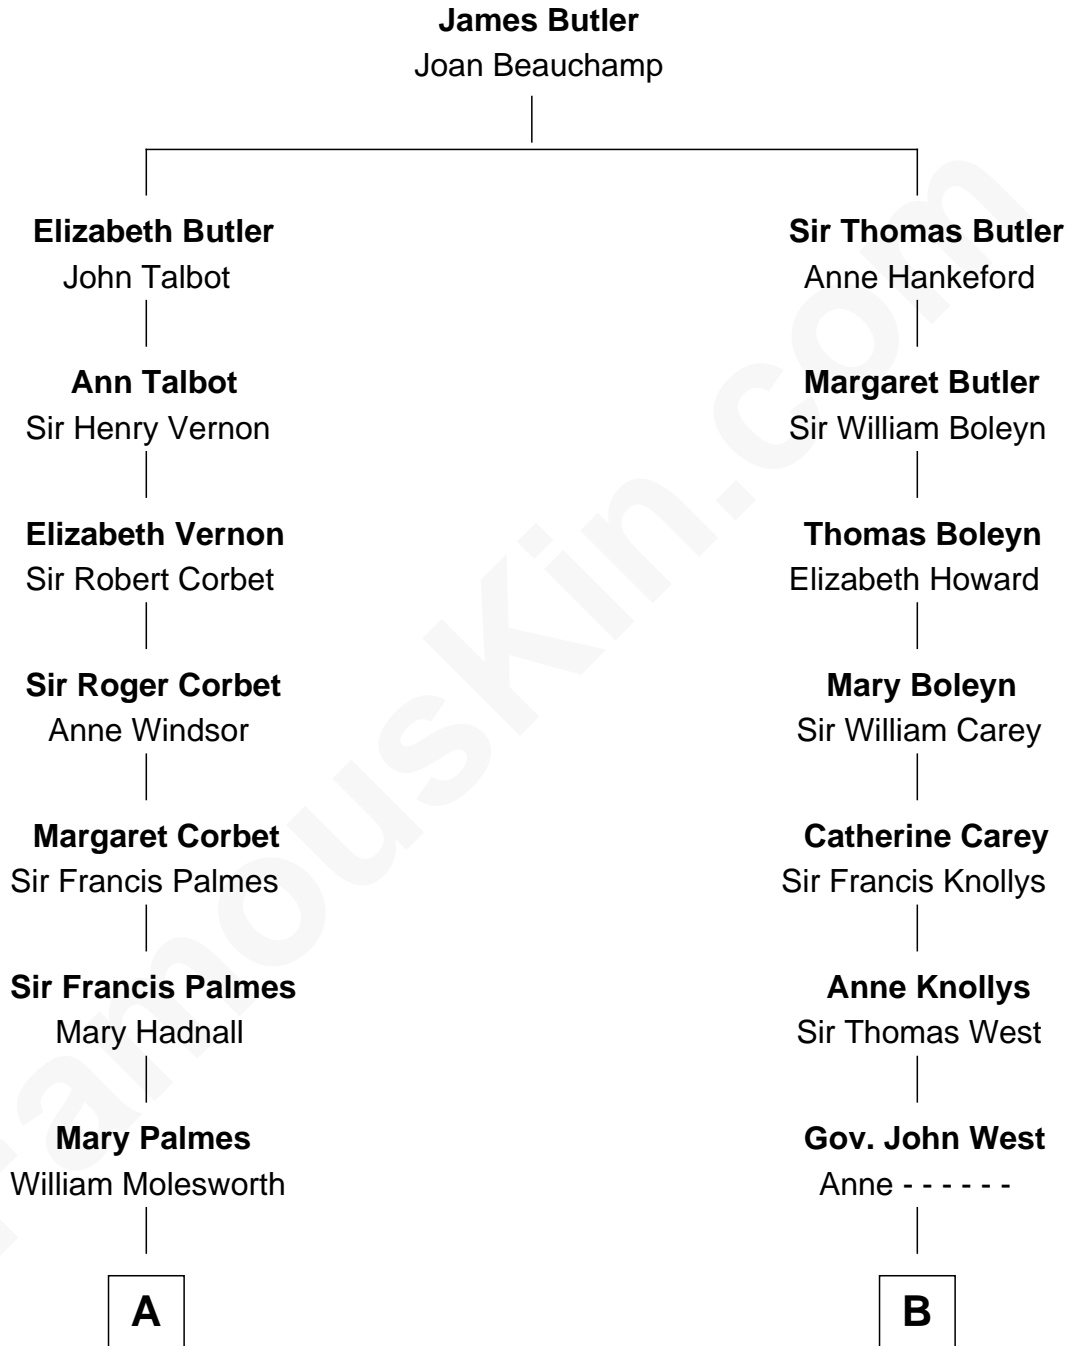 James Butler
Joan Beauchamp
Elizabeth Butler
John Talbot
Sir Thomas Butler
Anne Hankeford
Ann Talbot
Sir Henry Vernon
Margaret Butler
Sir William Boleyn
Elizabeth Vernon
Sir Robert Corbet
Thomas Boleyn
Elizabeth Howard
Sir Roger Corbet
Anne Windsor
Mary Boleyn
Sir William Carey
Margaret Corbet
Sir Francis Palmes
Catherine Carey
Sir Francis Knollys
Sir Francis Palmes
Mary Hadnall
Anne Knollys
Sir Thomas West
Mary Palmes
William Molesworth
Gov. John West
Anne - - - - - -
A
B
FamousKin.com